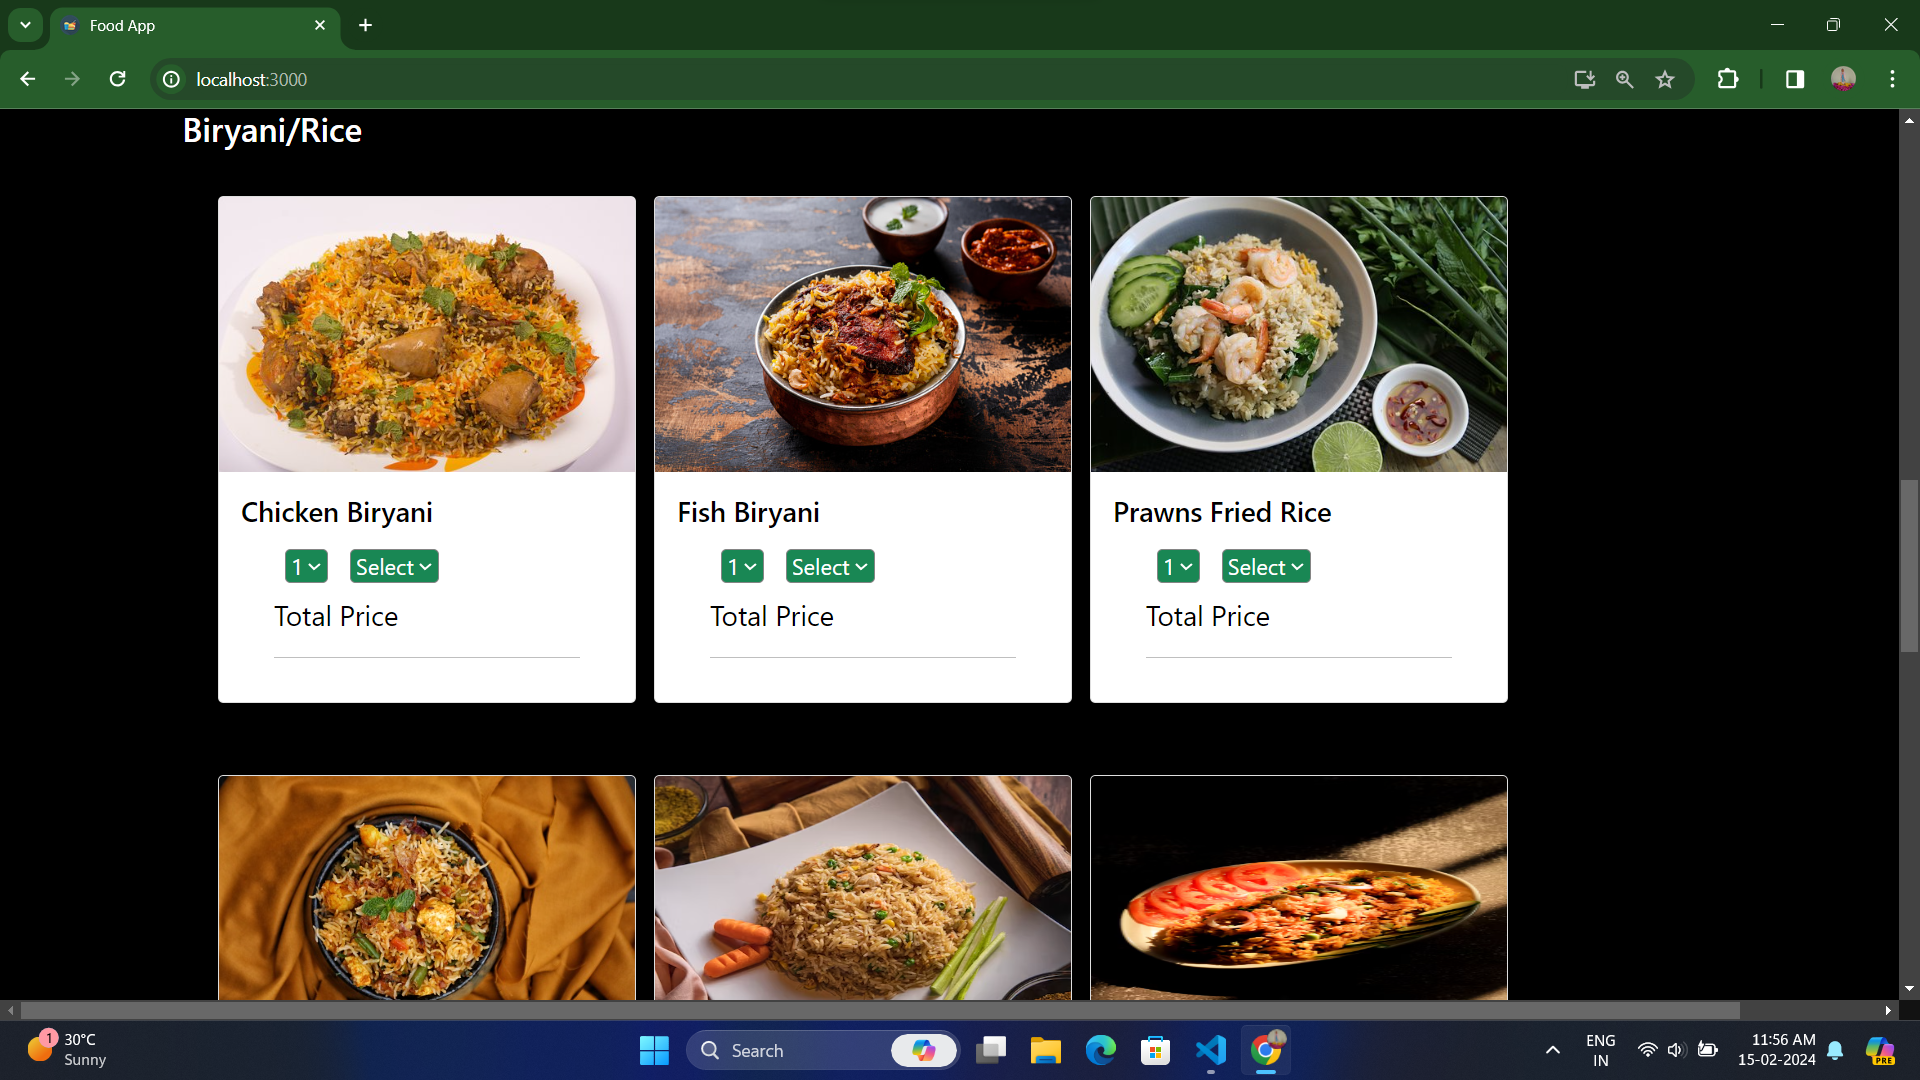 Food App
localhost:3000
Biryani/Rice
Chicken Biryani
1 Select
Total Price
Fish Biryani
1 Select
Total Price
Prawns Fried Rice
1 Select
Total Price
1
30°C
Sunny
Search
ENG
IN
11:56 AM
15-02-2024
PRE